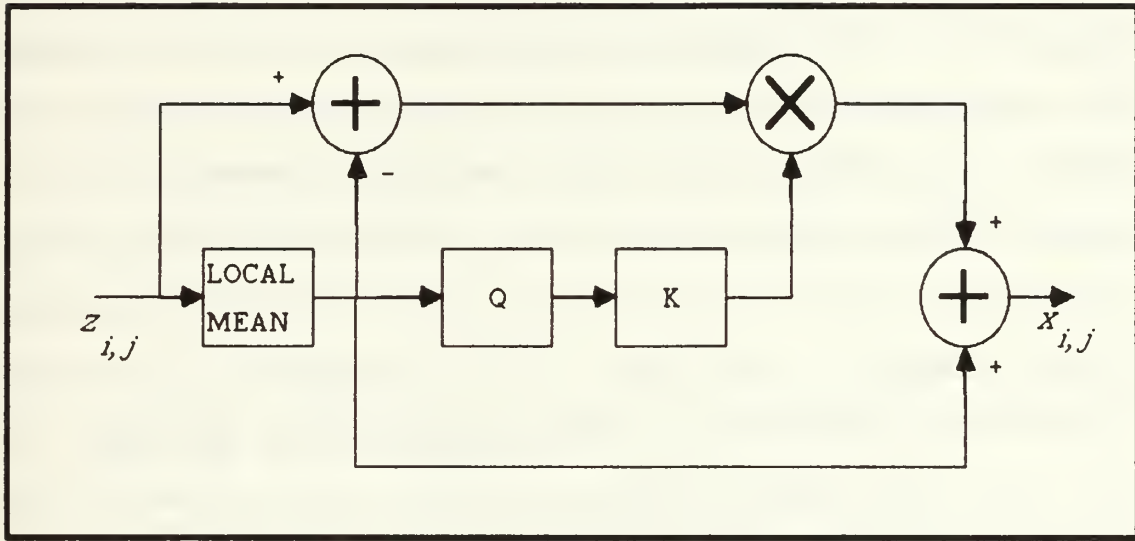 +
-
+
LOCAL
MEAN
Q
K
z i,j
x i,j
+